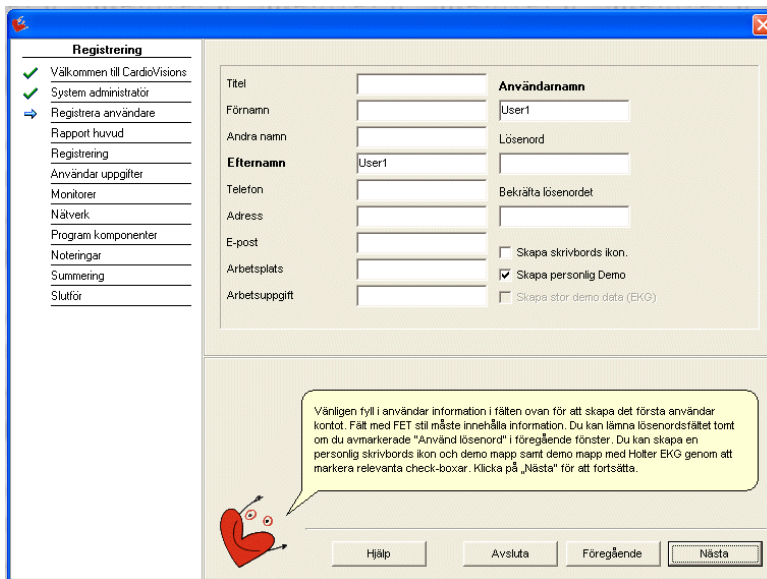 Registrering
Välkommen till CardioVisions
System administratör
Registrera användare
Rapport huvud
Registrering
Användar uppgifter
Monitorer
Nätverk
Program komponenter
Noteringar
Summering
Slutför
Titel
Förnamn
Andra namn
Efternamn User1
Telefon
Adress
E-post
Arbetsplats
Arbetsuppgift
Användarnamn
User1
Lösenord
Bekräfta lösenordet
Skapa skrivbords ikon.
Skapa personlig Demo
Skapa stor demo data (EKG)
Vänligen fyll i användar information i fälten ovan för att skapa det första användar
kontot. Fält med FET stil måste innehålla information. Du kan lämna lösenordsfältet tomt
om du avmarkerade "Använd lösenord" i föregående fönster. Du kan skapa en
personlig skrivbords ikon och demo mapp samt demo mapp med Holter EKG genom att
markera relevanta check-boxar. Klicka på „Nästa" för att fortsätta.
Hjälp Avsluta Föregående Nästa